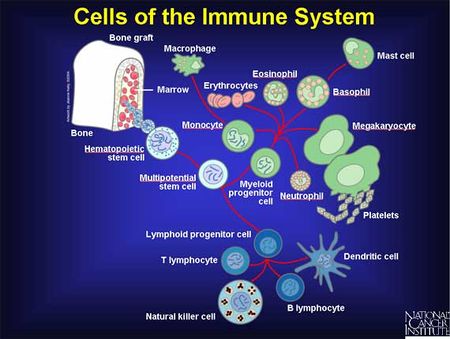 Cells of the Immune System
Bone graft
Macrophage
Mast cell
Eosinophil
Erythrocytes
Basophil
Marrow
Monocyte
Megakaryocyte
Bone
Hematopoietic
stem cell
Multipotential
stem cell
Myeloid
progenitor
cell
Neutrophil
Platelets
Lymphoid progenitor cell
T lymphocyte
Dendritic cell
B lymphocyte
Natural killer cell
NATIONAL
CANCER
INSTITUTE